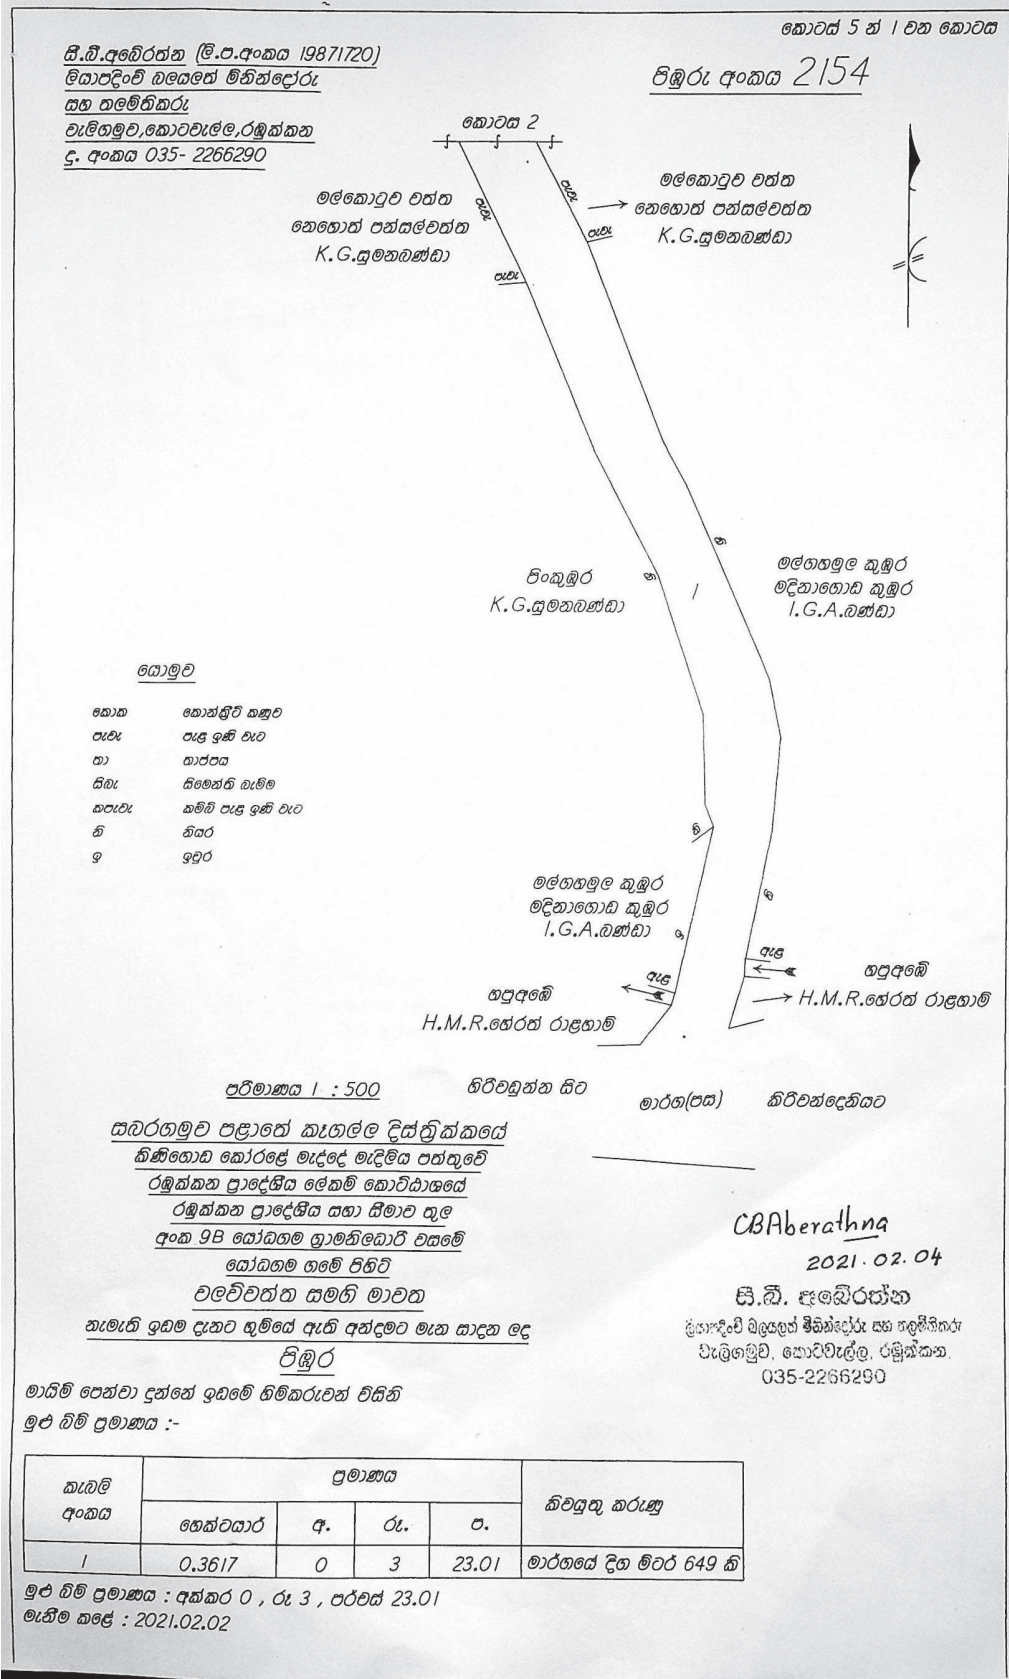 කොටස් 5 න් 1 වන කොටස
සී.බී.අබේරත්න (ලි.ප.අංකය 19871720)
ලියාපදිංචි බලයලත් මිනින්දෝරු
සහ තලමිතිකරු
වැලිගමුව,කොටවැල්ල,රඹුක්කන
දු. අංකය 035- 2266290
පිඹුරු අංකය 2154
කොටස 2
මල්කොටුව වත්ත
නෙහොත් පන්සල්වත්ත
K.G.සුමනබණ්ඩා
පැවැ
පැවැ
පැවැ
පැවැ
මල්කොටුව වත්ත
නෙහොත් පන්සල්වත්ත
K.G.සුමනබණ්ඩා
පිංකුඹුර
K.G.සුමනබණ්ඩා
නි
1
නි
මල්ගහමුල කුඹුර
මදිනාගොඩ කුඹුර
I.G.A.බණ්ඩා
යොමුව
කොක කොන්ක්‍රීට් කණුව
පැවැ පැළ ඉණි වැට
තා තාප්පය
සිබැ සිමෙන්ති බැම්ම
කපැවැ කම්බි පැළ ඉණි වැට
නි නියර
ඉ ඉවුර
නි
නි
මල්ගහමුල කුඹුර
මදිනාගොඩ කුඹුර
I.G.A.බණ්ඩා
ඉ
ඇළ
ඇළ
හපුඅඹේ
H.M.R.හේරත් රාළහාමි
හපුඅඹේ
H.M.R.හේරත් රාළහාමි
පරිමාණය 1 : 500
හිරිවඩුන්න සිට
මාර්ග(පස)
කිරිවන්දෙනියට
සබරගමුව පළාතේ කෑගල්ල දිස්ත්‍රික්කයේ
කිණිගොඩ කෝරළේ මැද්දේ මැදිලිය පත්තුවේ
රඹුක්කන ප්‍රාදේශීය ලේකම් කොට්ඨාශයේ
රඹුක්කන ප්‍රාදේශීය සභා සීමාව තුල
අංක 9B යෝධගම ග්‍රාමනිලධාරී වසමේ
යෝධගම ගමේ පිහිටි
වලව්වත්ත සමගි මාවත
නැමැති ඉඩම දැනට භූමියේ ඇති අන්දමට මැන සාදන ලද
පිඹුර
CBAberathna
2021.02.04
සී.බී. අබේරත්න
ලියාපදිංචි බලයලත් මිනින්දෝරු සහ තලමිතිකරු
වැලිගමුව, කොටවැල්ල, රඹුක්කන.
035-2266290
මායිම් පෙන්වා දුන්නේ ඉඩමේ හිමිකරුවන් විසිනි
මුළු බිම් ප්‍රමාණය :-
කැබලි අංකය
ප්‍රමාණය
කිවයුතු කරුණු
හෙක්ටයාර් අ. රූ. ප.
1 0.3617 0 3 23.01 මාර්ගයේ දිග මීටර් 649 කි
මුළු බිම් ප්‍රමාණය : අක්කර 0 , රූ 3 , පර්චස් 23.01
මැනීම කළේ : 2021.02.02